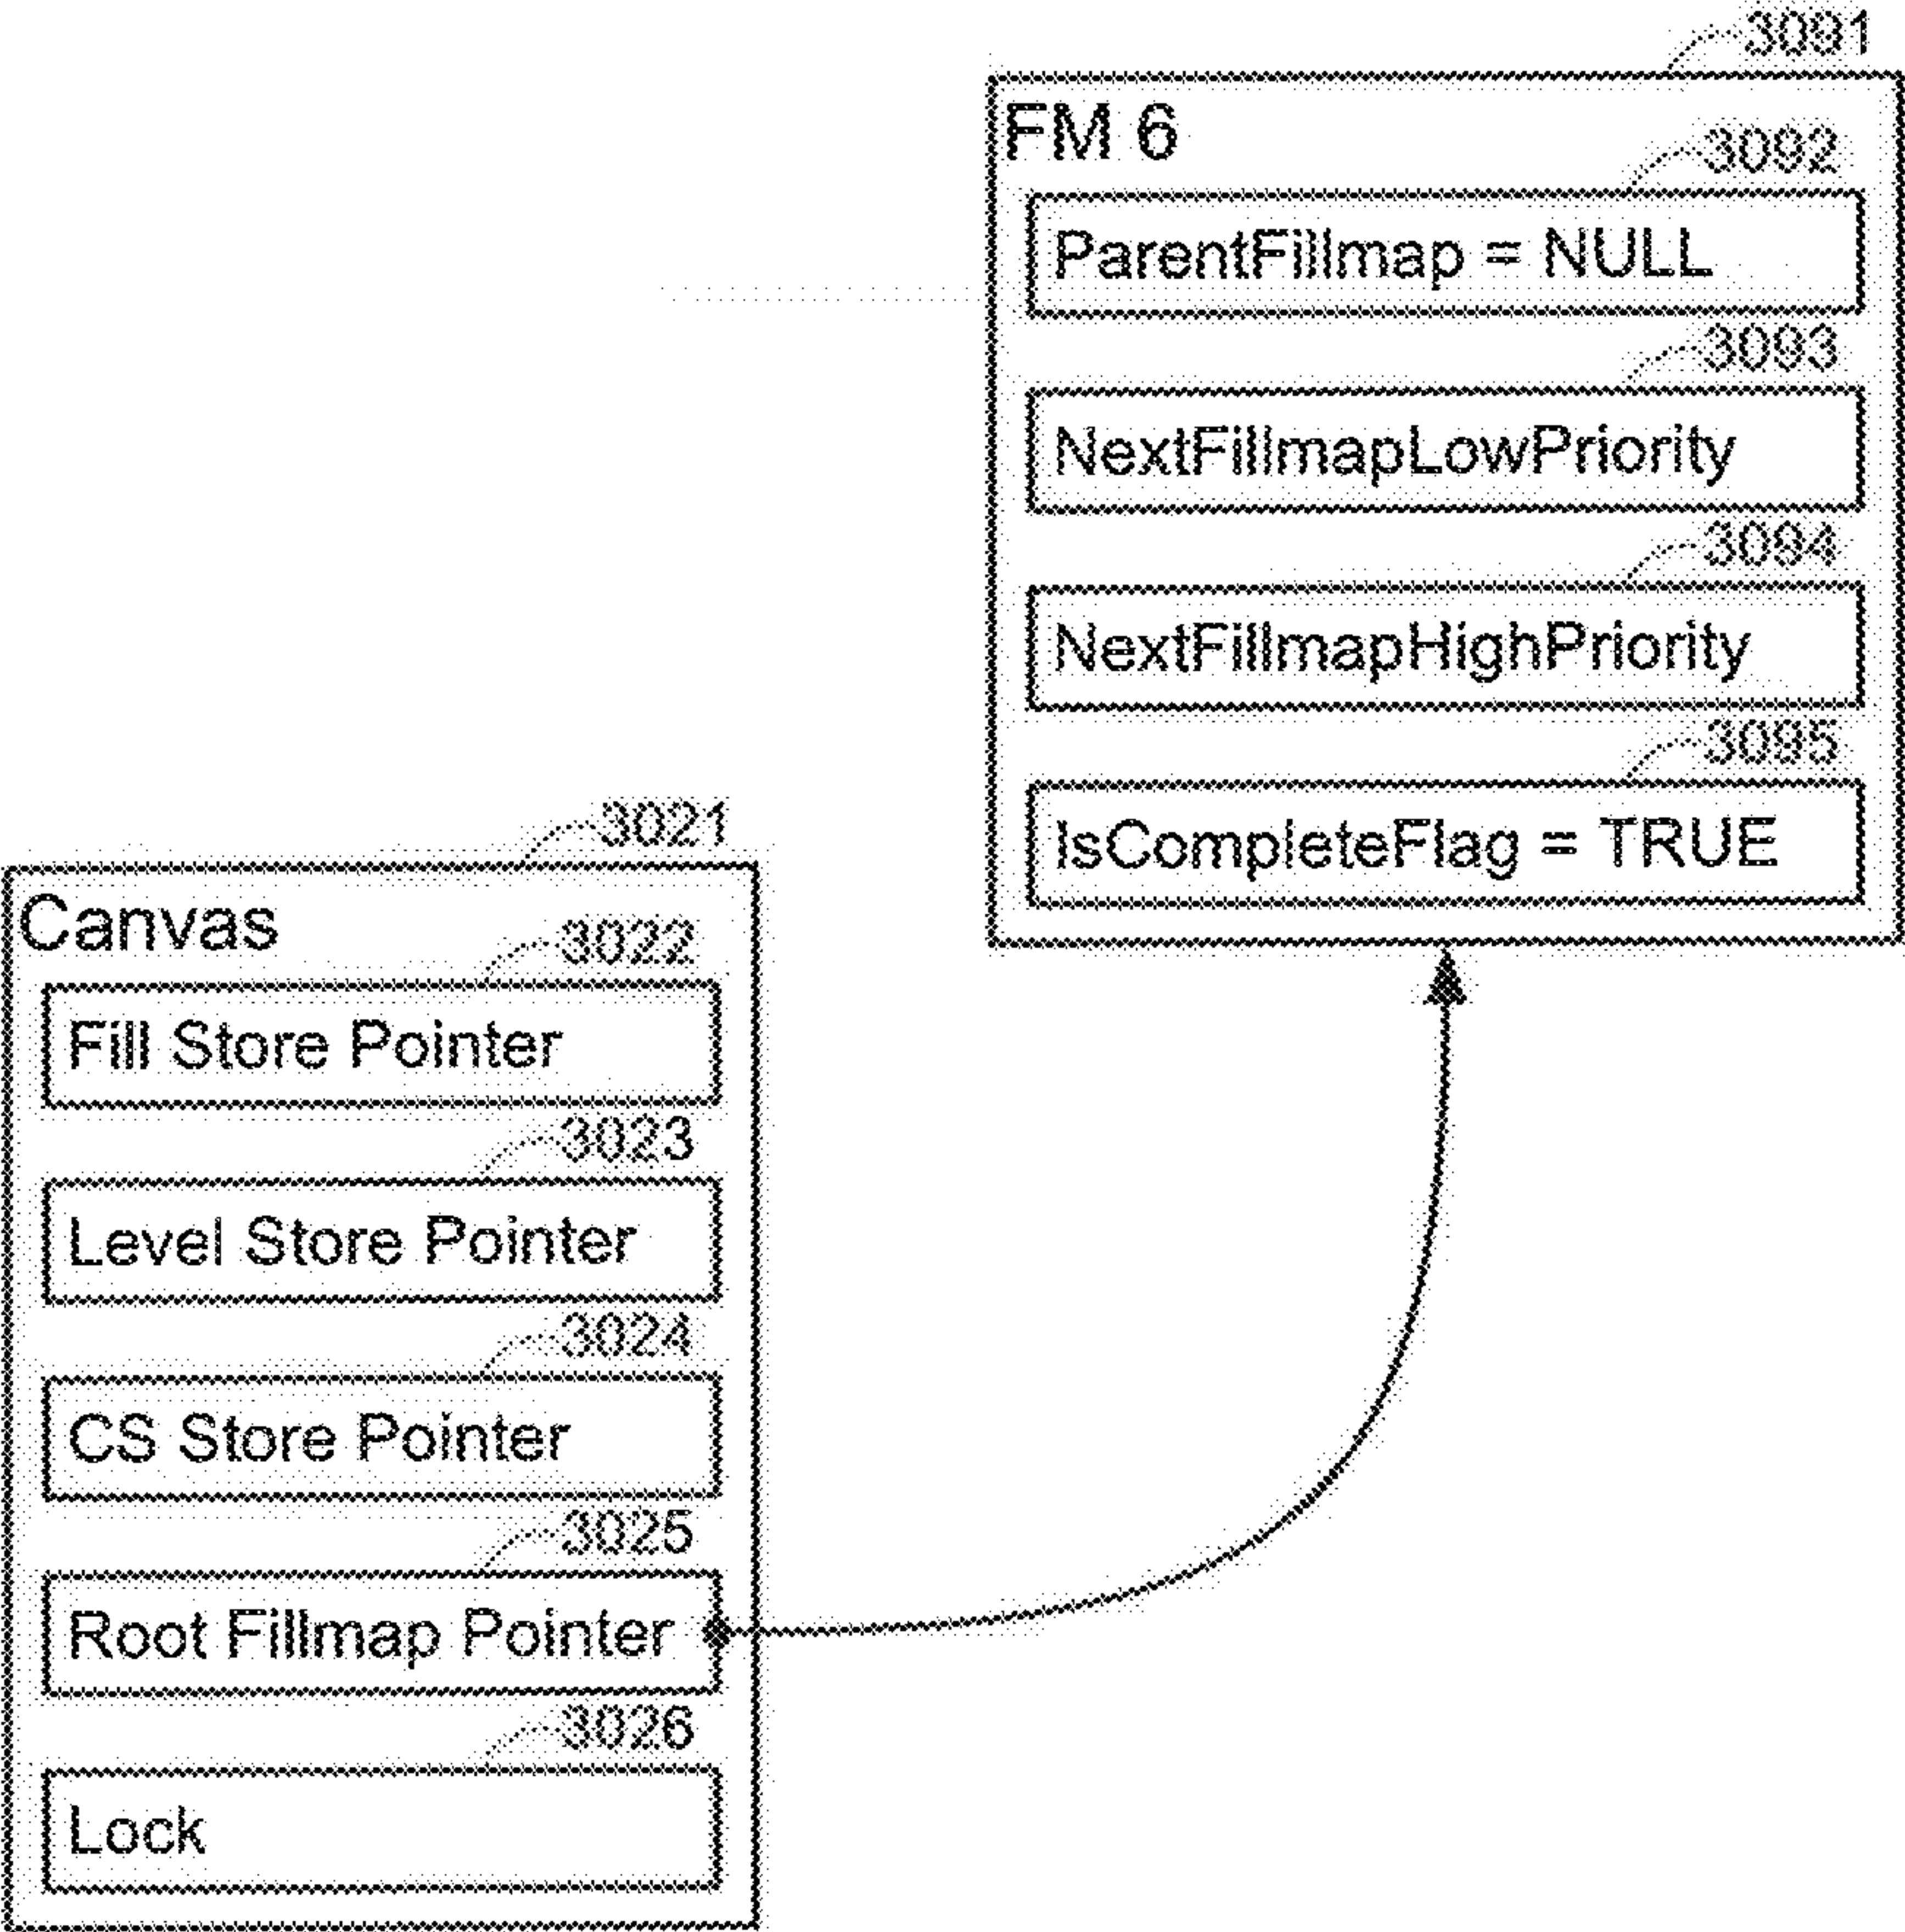 3091
FM 6
3092
ParentFillmap = NULL
3093
NextFillmapLowPriority
3094
NextFillmapHighPriority
3095
IsCompleteFlag = TRUE
3021
Canvas
3022
Fill Store Pointer
3023
Level Store Pointer
3024
CS Store Pointer
3025
Root Fillmap Pointer
3026
Lock